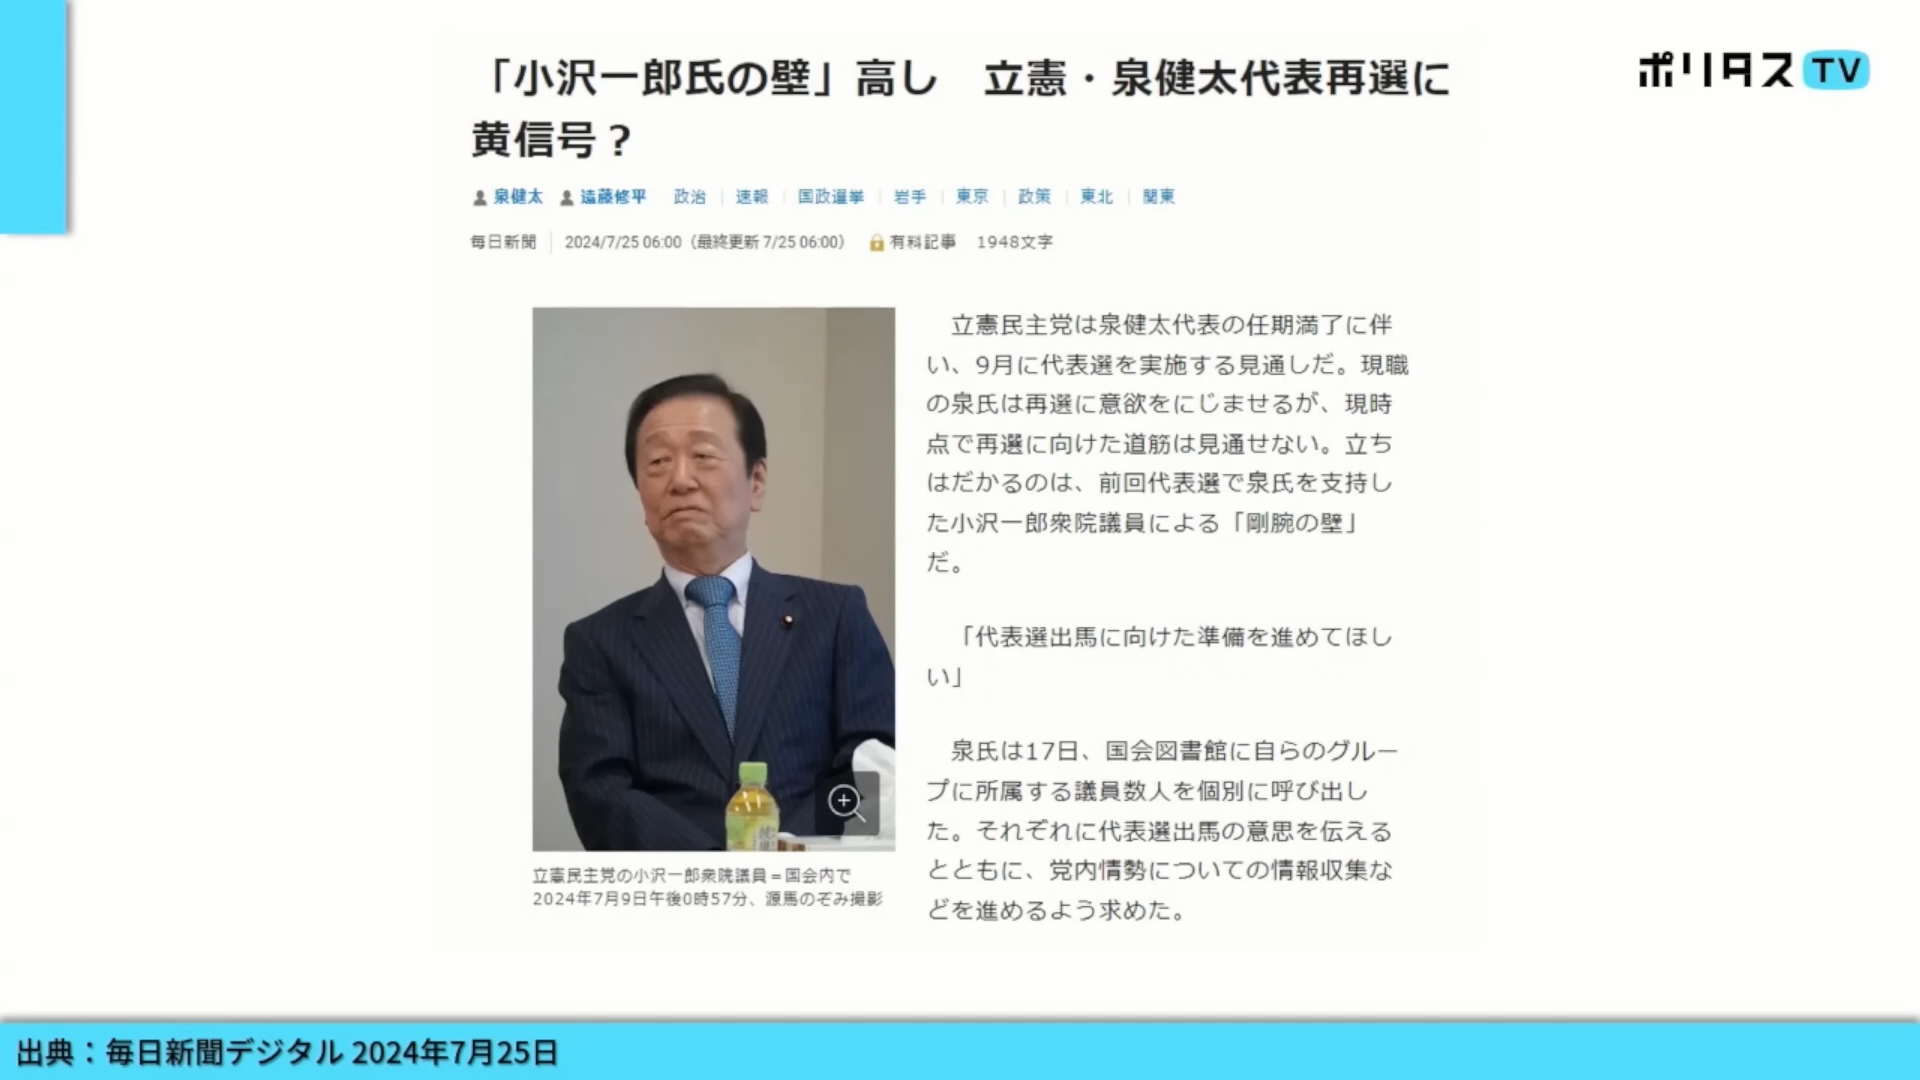 「小沢一郎氏の壁」高し　立憲・泉健太代表再選に
黄信号？
ポリタスTV
泉健太 遠藤修平 政治 | 速報 | 国政選挙 | 岩手 | 東京 | 政策 | 東北 | 関東
毎日新聞 | 2024/7/25 06:00（最終更新 7/25 06:00） 有料記事 1948文字
立憲民主党は泉健太代表の任期満了に伴
い、9月に代表選を実施する見通しだ。現職
の泉氏は再選に意欲をにじませるが、現時
点で再選に向けた道筋は見通せない。立ち
はだかるのは、前回代表選で泉氏を支持し
た小沢一郎衆院議員による「剛腕の壁」
だ。
「代表選出馬に向けた準備を進めてほし
い」
泉氏は17日、国会図書館に自らのグルー
プに所属する議員数人を個別に呼び出し
た。それぞれに代表選出馬の意思を伝える
とともに、党内情勢についての情報収集な
どを進めるよう求めた。
立憲民主党の小沢一郎衆院議員＝国会内で
2024年7月9日午後0時57分、源馬のぞみ撮影
出典：毎日新聞デジタル 2024年7月25日